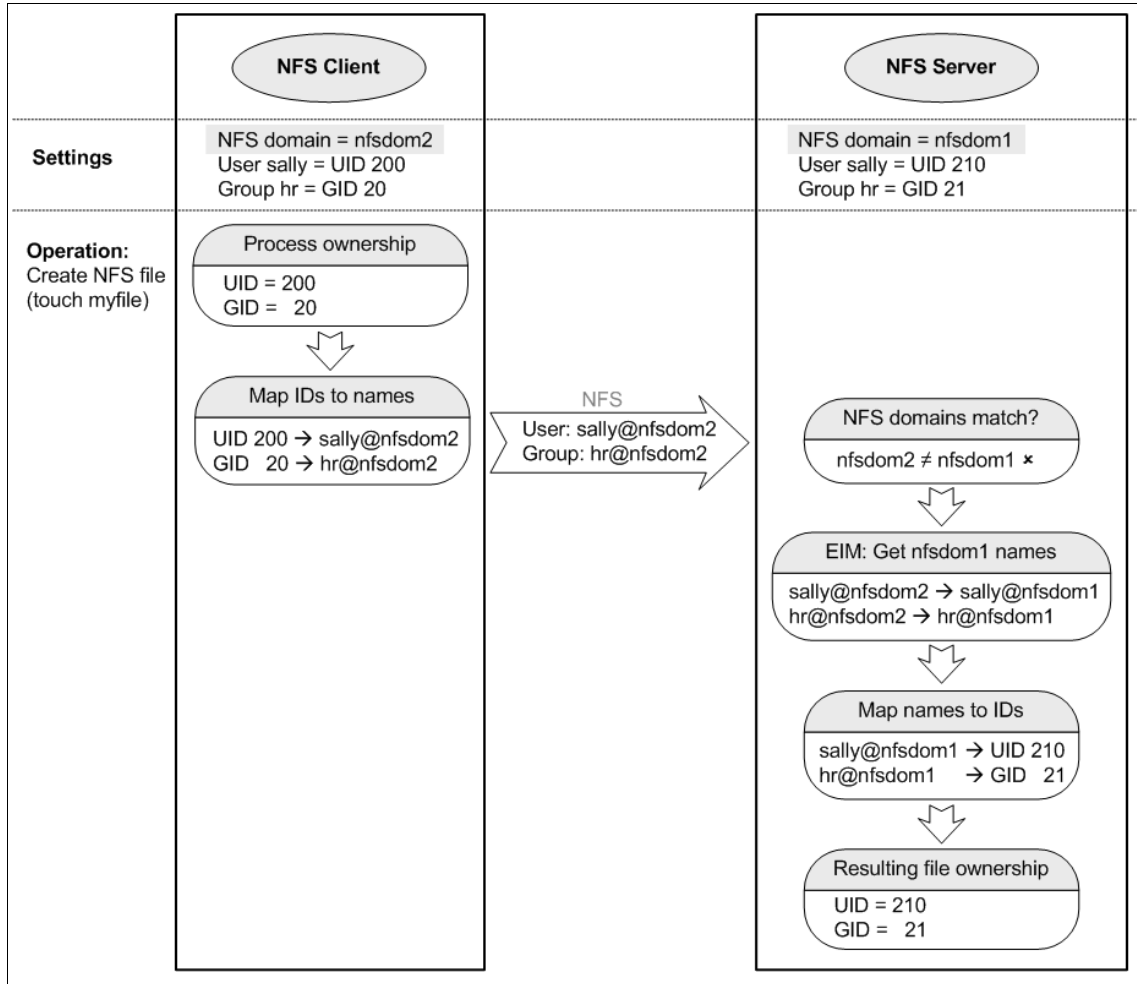 NFS Client
NFS Server
Settings
NFS domain = nfsdom2
User sally = UID 200
Group hr = GID 20
NFS domain = nfsdom1
User sally = UID 210
Group hr = GID 21
Operation:
Create NFS file
(touch myfile)
Process ownership
UID = 200
GID = 20
Map IDs to names
UID 200 → sally@nfsdom2
GID 20 → hr@nfsdom2
NFS
User: sally@nfsdom2
Group: hr@nfsdom2
NFS domains match?
nfsdom2 ≠ nfsdom1 ×
EIM: Get nfsdom1 names
sally@nfsdom2 → sally@nfsdom1
hr@nfsdom2 → hr@nfsdom1
Map names to IDs
sally@nfsdom1 → UID 210
hr@nfsdom1 → GID 21
Resulting file ownership
UID = 210
GID = 21